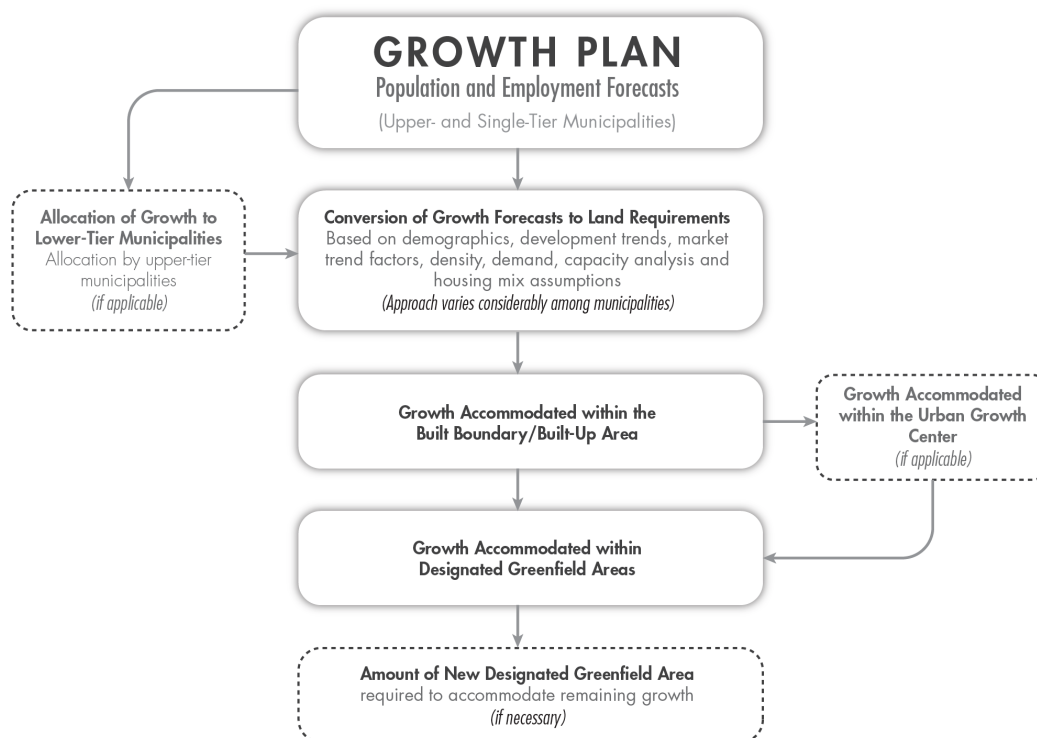 GROWTH PLAN
Population and Employment Forecasts
(Upper- and Single-Tier Municipalities)
Allocation of Growth to
Lower-Tier Municipalities
Allocation by upper-tier
municipalities
(if applicable)
Conversion of Growth Forecasts to Land Requirements
Based on demographics, development trends, market
trend factors, density, demand, capacity analysis and
housing mix assumptions
(Approach varies considerably among municipalities)
Growth Accommodated within the
Built Boundary/Built-Up Area
Growth Accommodated
within the Urban Growth
Center
(if applicable)
Growth Accommodated within
Designated Greenfield Areas
Amount of New Designated Greenfield Area
required to accommodate remaining growth
(if necessary)